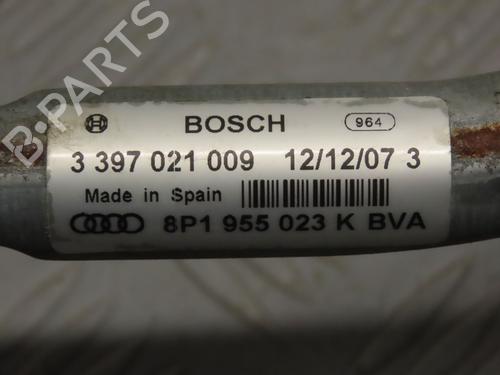 B-PARTS
BOSCH 964
3 397 021 009 12/12/07 3
Made in Spain
8P1 955 023 K BVA